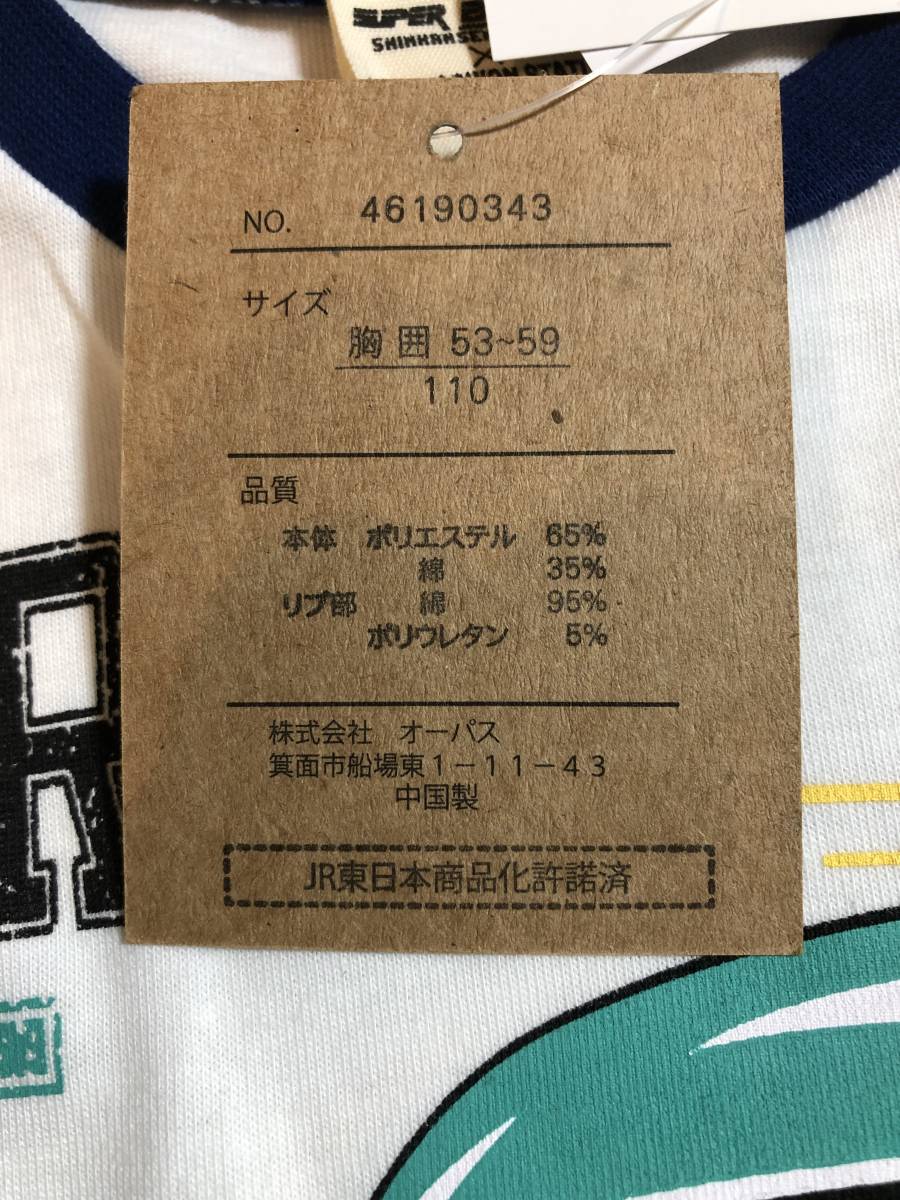 SUPER
SHINKANSE
×
NO. 46190343
サイズ
胸囲 53~59
110
品質
本体 ポリエステル 65%
綿 35%
リブ部 綿 95%
ポリウレタン 5%
株式会社 オーパス
箕面市船場東1-11-43
中国製
JR東日本商品化許諾済